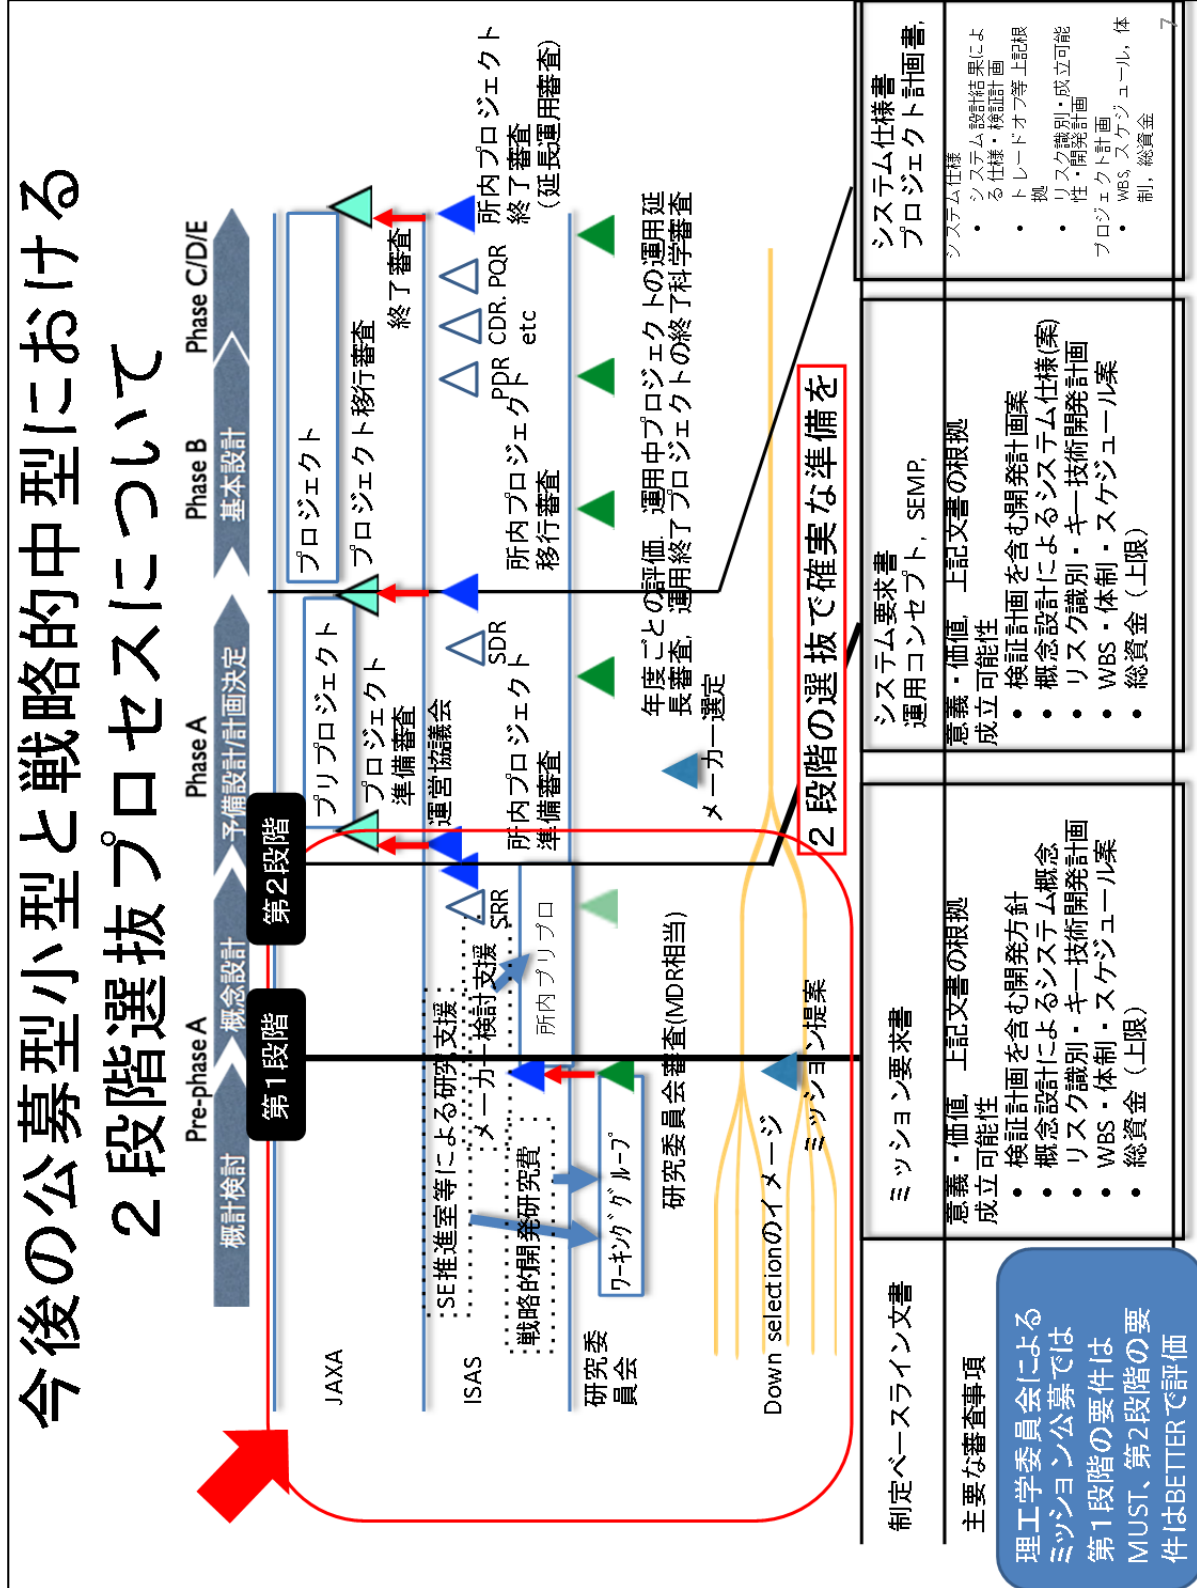 今後の公募型小型と戦略的中型における
２段階選抜プロセスについて
Pre-phase A
Phase A
Phase B
Phase C/D/E
概計検討
概念設計
予備設計/計画決定
基本設計
第１段階
第２段階
JAXA
プリプロジェクト
プロジェクト
プロジェクト
準備審査
プロジェクト移行審査
終了審査
ISAS
SE推進室等による研究支援
メーカー検討支援
戦略的開発研究費
SRR
運営協議会
SDR
PDR
CDR. PQR
etc
所内プリプロ
所内プロジェクト
準備審査
所内プロジェクト
移行審査
所内プロジェクト
終了審査
（延長運用審査）
研究委
員会
ワーキンググループ
研究委員会審査(MDR相当)
年度ごとの評価，運用中プロジェクトの運用延
長審査，運用終了プロジェクトの終了科学審査
メーカー選定
Down selectionのイメージ
ミッション提案
２段階の選抜で確実な準備を
制定ベースライン文書
ミッション要求書
システム要求書
運用コンセプト，SEMP，
システム仕様書
プロジェクト計画書，
主要な審査事項
意義・価値，上記文書の根拠
成立可能性
• 検証計画を含む開発方針
概念設計によるシステム概念
• リスク識別・キー技術開発計画
• WBS・体制・スケジュール案
• 総資金（上限）
意義・価値，上記文書の根拠
成立可能性
• 検証計画を含む開発計画案
概念設計によるシステム仕様(案)
• リスク識別・キー技術開発計画
• WBS・体制・スケジュール案
• 総資金（上限）
システム仕様
• システム設計結果によ
る仕様・検証計画
• トレードオフ等上記根
拠
• リスク識別・成立可能
性・開発計画
プロジェクト計画
• WBS, スケジュール，体
制，総資金
理工学委員会による
ミッション公募では
第１段階の要件は
MUST、第２段階の要
件はBETTERで評価
7